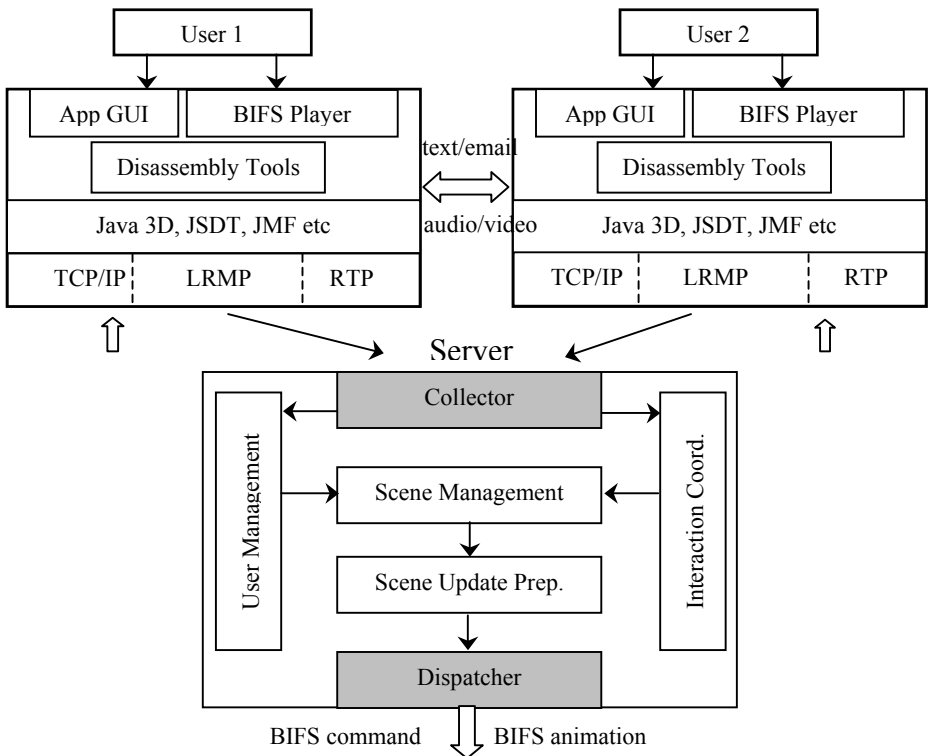 User 1
User 2
App GUI
BIFS Player
Disassembly Tools
Java 3D, JSDT, JMF etc
TCP/IP
LRMP
RTP
text/email
audio/video
App GUI
BIFS Player
Disassembly Tools
Java 3D, JSDT, JMF etc
TCP/IP
LRMP
RTP
Server
Collector
User Management
Scene Management
Interaction Coord.
Scene Update Prep.
Dispatcher
BIFS command
BIFS animation